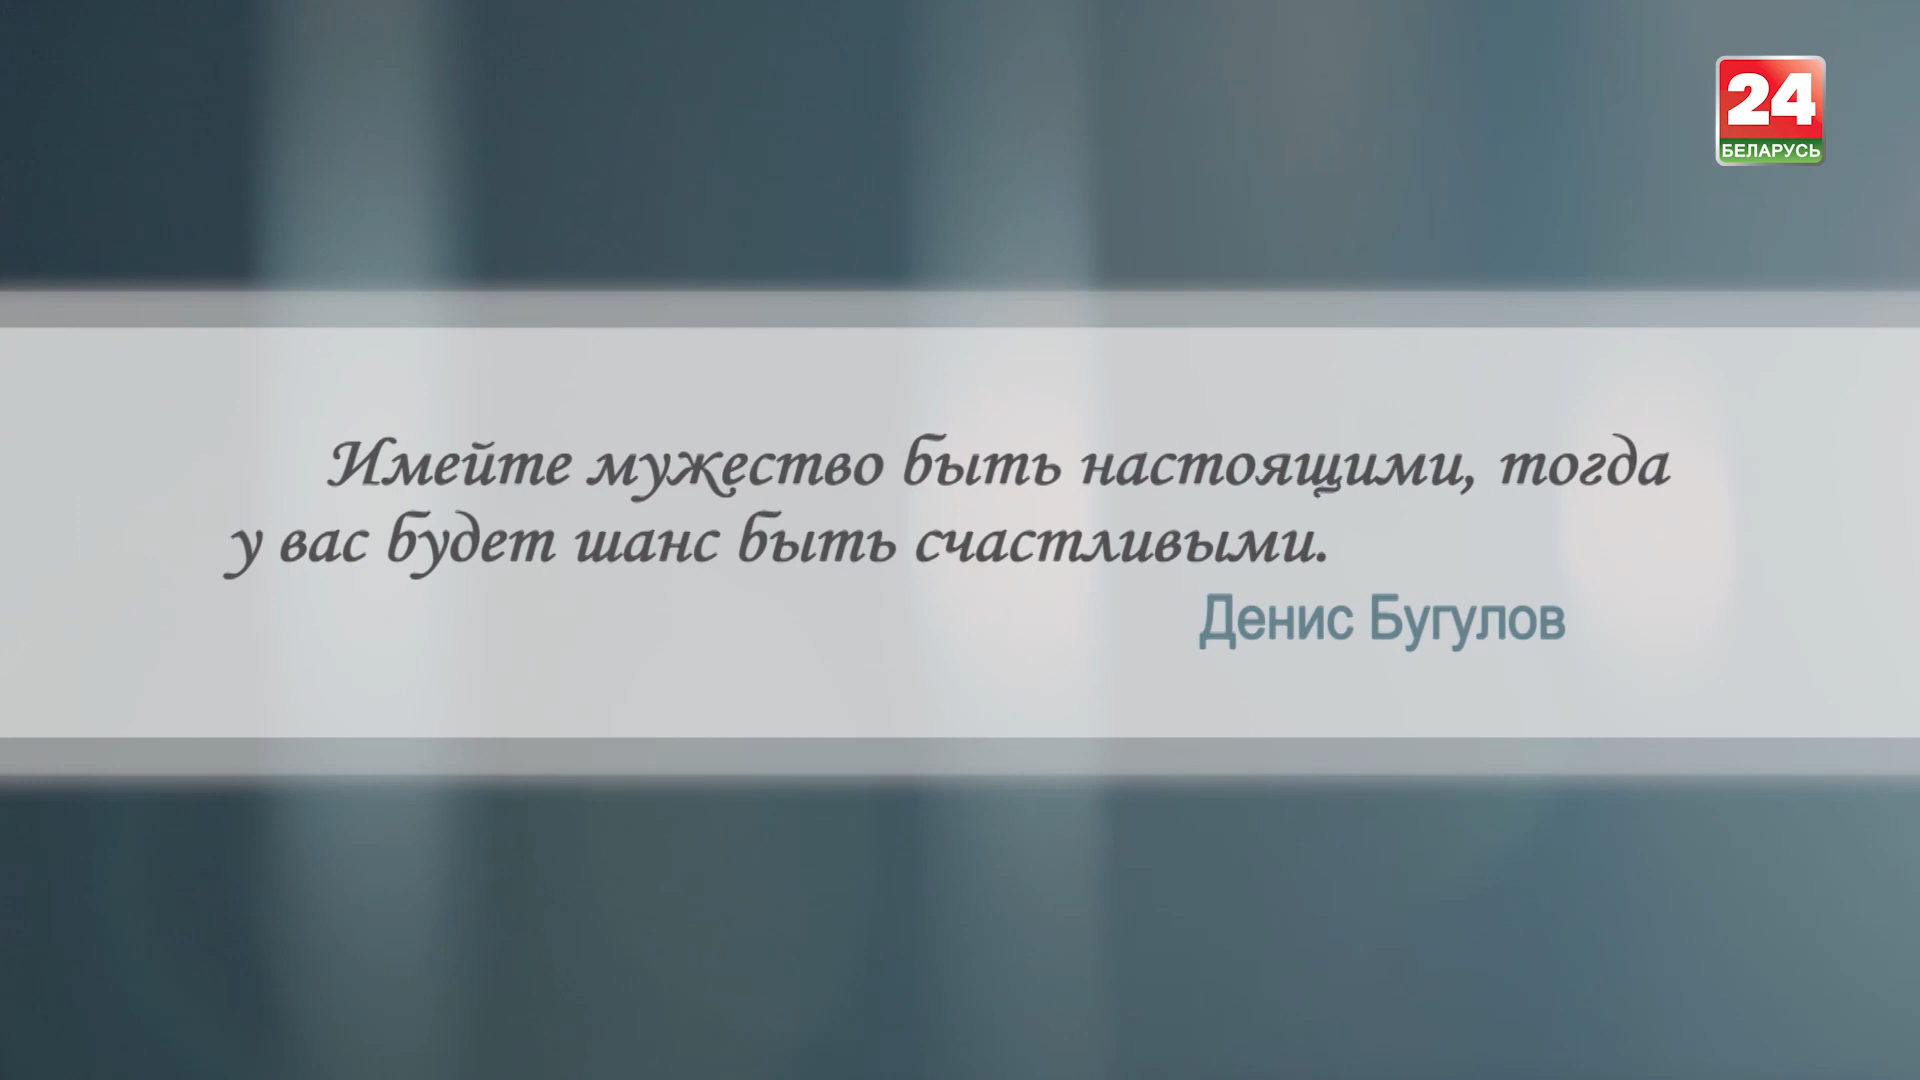 24
БЕЛАРУСЬ
Имейте мужество быть настоящими, тогда
у вас будет шанс быть счастливыми.
Денис Бугулов